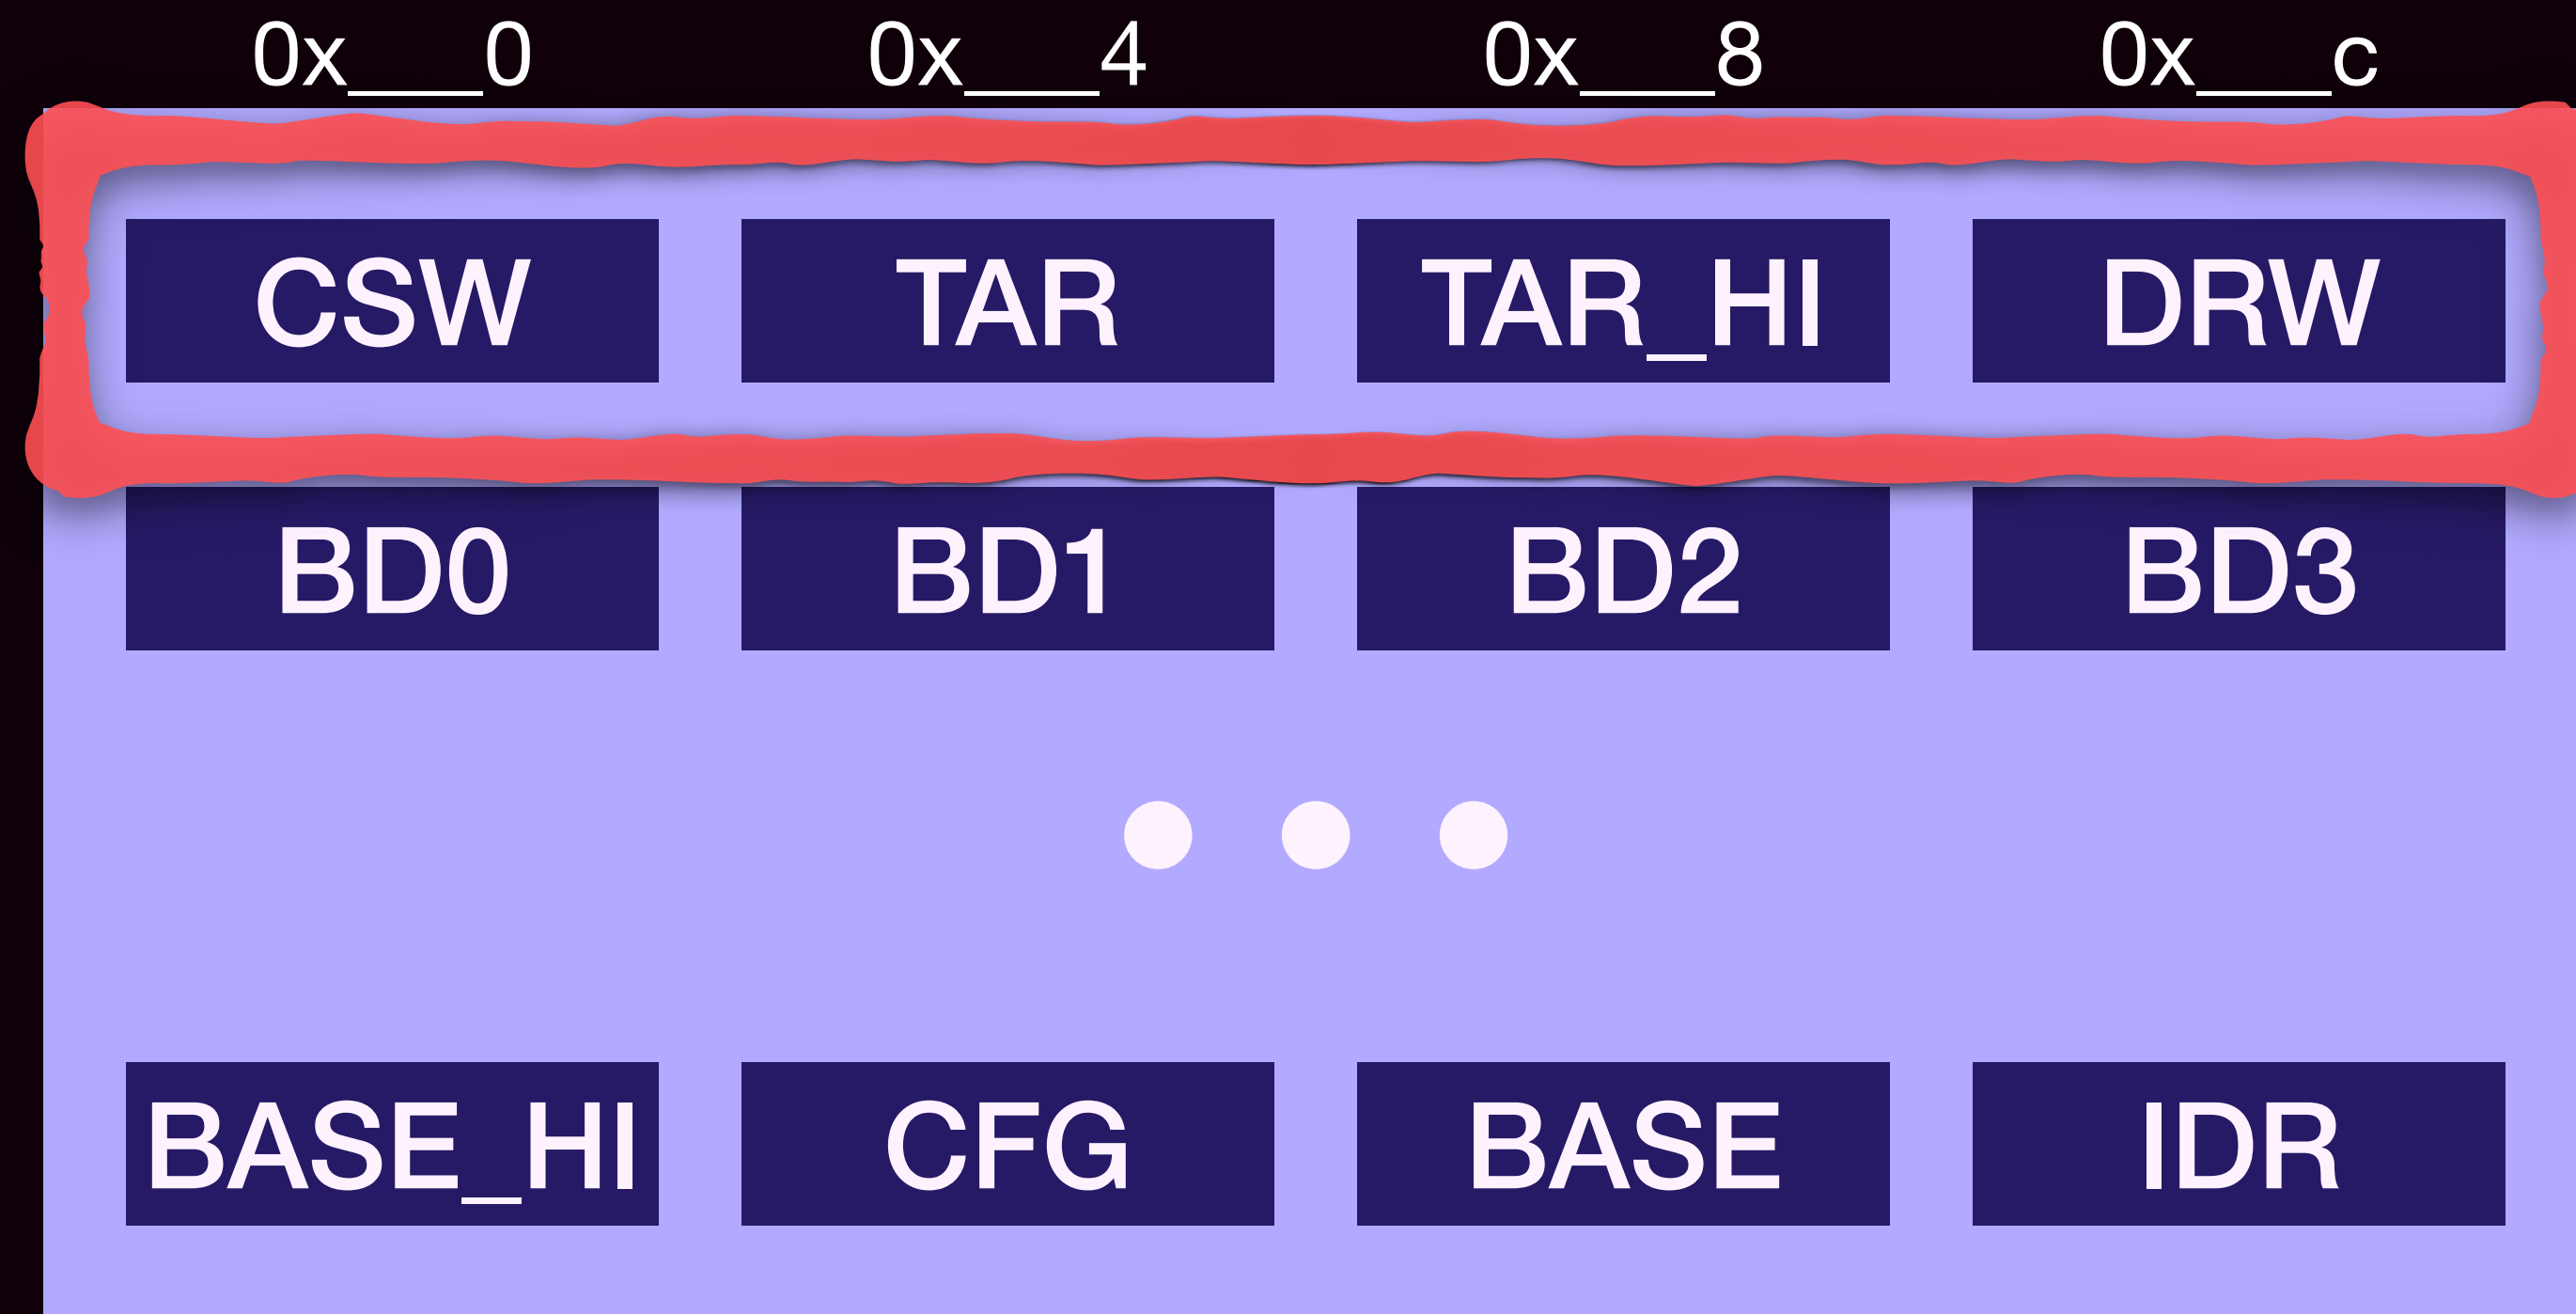 0x___0 0x___4 0x___8 0x___c
CSW TAR TAR_HI DRW
BD0 BD1 BD2 BD3
BASE_HI CFG BASE IDR